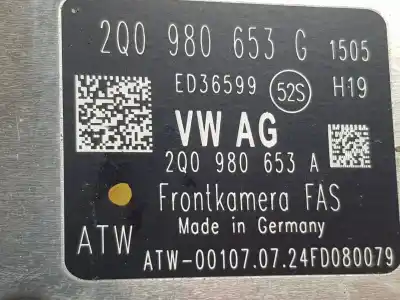 2Q0 980 653 G 1505
ED36599 52S H19
VW AG
2Q0 980 653 A
Frontkamera FAS
Made in Germany
ATW
ATW-00107.07.24FD080079